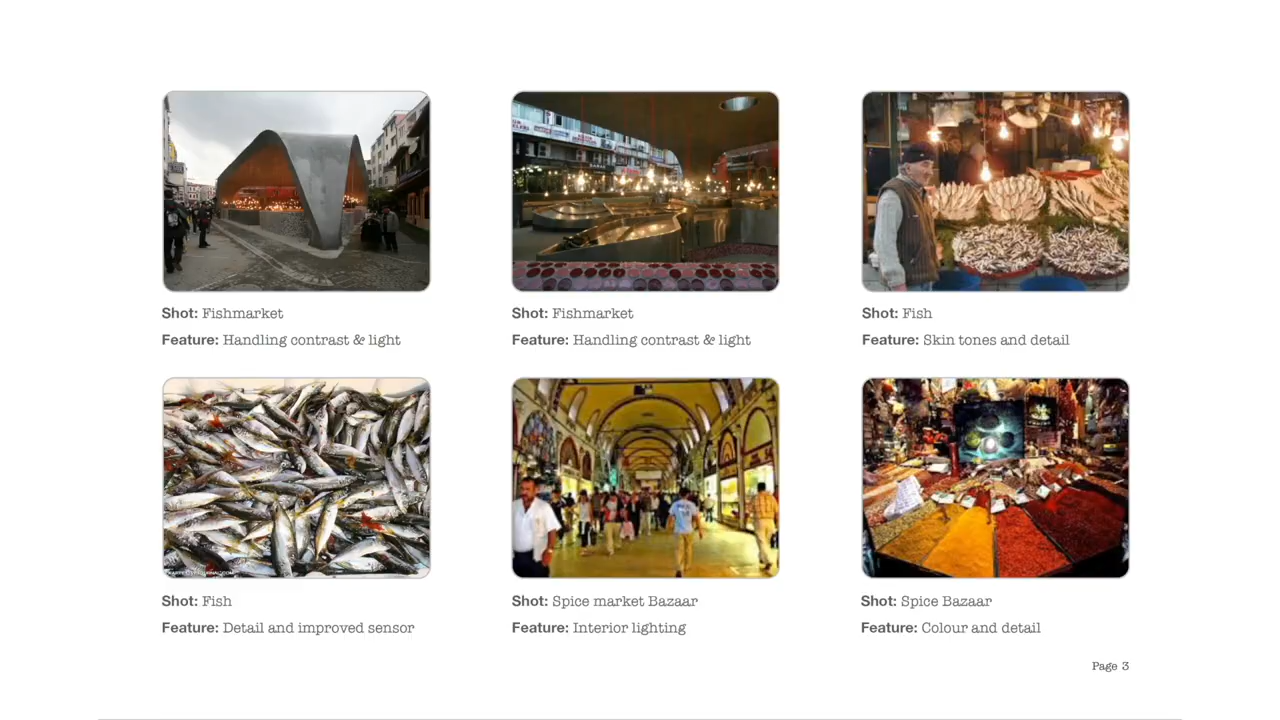 Shot: Fishmarket
Feature: Handling contrast & light
Shot: Fishmarket
Feature: Handling contrast & light
Shot: Fish
Feature: Skin tones and detail
Shot: Fish
Feature: Detail and improved sensor
Shot: Spice market Bazaar
Feature: Interior lighting
Shot: Spice Bazaar
Feature: Colour and detail
Page 3